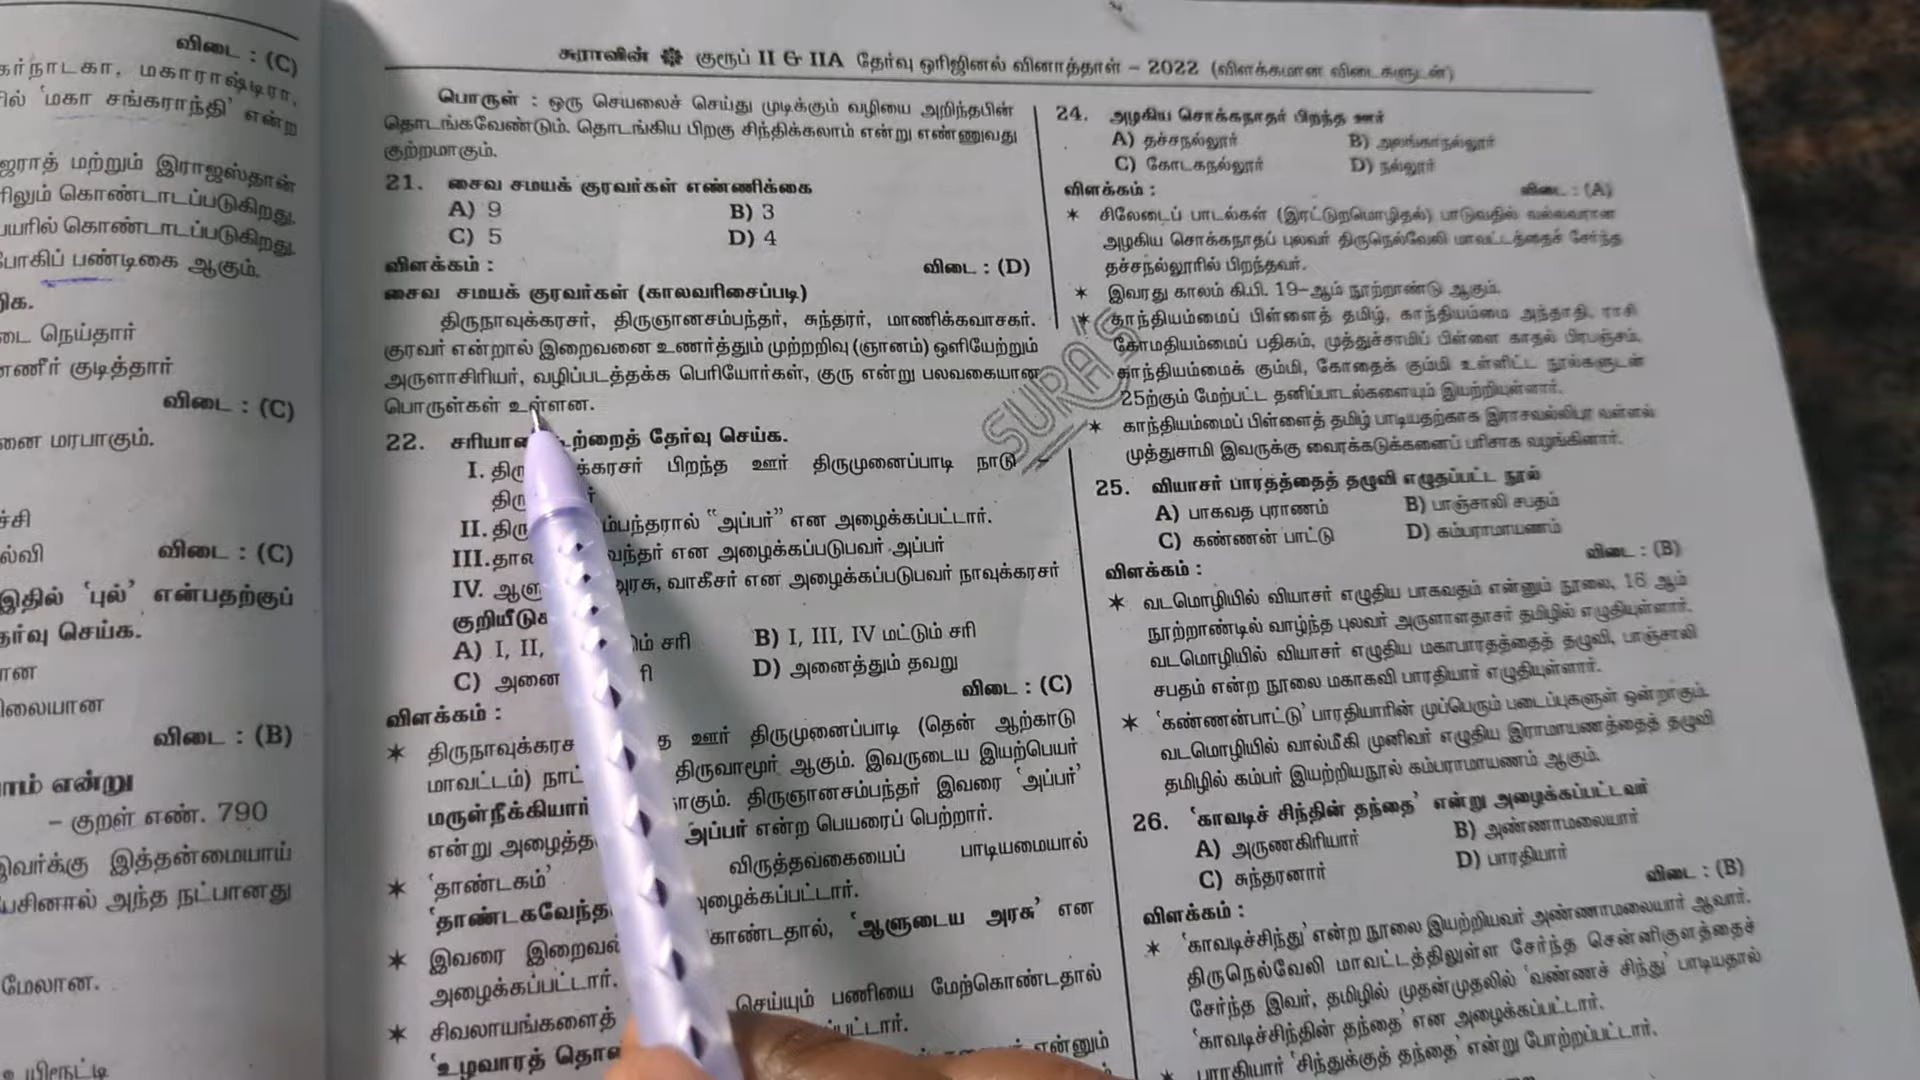 விடை : (C)
கர்நாடகா, மகாராஷ்டிரா,
ரில் ‘மகா சங்கராந்தி’ என்ற
ஜராத் மற்றும் இராஜஸ்தான்
ரிலும் கொண்டாடப்படுகிறது.
பயரில் கொண்டாடப்படுகிறது.
போகிப் பண்டிகை ஆகும்.
நெய்தார்
குடித்தார்
விடை : (C)
மரபாகும்.
விடை : (C)
இதில் ‘புல்’ என்பதற்குப்
செய்க.
விடை : (B)
என்று
– குறள் எண். 790
இவர்க்கு இத்தன்மையாய்
பேசினால் அந்த நட்பானது
மேலான.
சுராவின் ❋ குரூப் II & IIA தேர்வு ஒரிஜினல் வினாத்தாள் – 2022 (விளக்கமான விடைகளுடன்)
பொருள் : ஒரு செயலைச் செய்து முடிக்கும் வழியை அறிந்தபின்
தொடங்கவேண்டும். தொடங்கிய பிறகு சிந்திக்கலாம் என்று எண்ணுவது
குற்றமாகும்.
21. சைவ சமயக் குரவர்கள் எண்ணிக்கை
A) 9 B) 3
C) 5 D) 4
விளக்கம் : விடை : (D)
சைவ சமயக் குரவர்கள் (காலவரிசைப்படி)
திருநாவுக்கரசர், திருஞானசம்பந்தர், சுந்தரர், மாணிக்கவாசகர்.
குரவர் என்றால் இறைவனை உணர்த்தும் முற்றறிவு (ஞானம்) ஒளியேற்றும்
அருளாசிரியர், வழிப்படத்தக்க பெரியோர்கள், குரு என்று பலவகையான
பொருள்கள் உள்ளன.
22. சரியான கூற்றைத் தேர்வு செய்க.
I. திரு க்கரசர் பிறந்த ஊர் திருமுனைப்பாடி நாடு –
திரு ர்
II. திரு ம்பந்தரால் “அப்பர்” என அழைக்கப்பட்டார்.
III. தாண வேந்தர் என அழைக்கப்படுபவர் அப்பர்
IV. ஆளு அரசு, வாகீசர் என அழைக்கப்படுபவர் நாவுக்கரசர்
குறியீடுக
A) I, II, டும் சரி B) I, III, IV மட்டும் சரி
C) அனை ரி D) அனைத்தும் தவறு
விடை : (C)
விளக்கம் :
✶ திருநாவுக்கரச த ஊர் திருமுனைப்பாடி (தென் ஆற்காடு
மாவட்டம்) நாட் திருவாமூர் ஆகும். இவருடைய இயற்பெயர்
மருள்நீக்கியார் ாகும். திருஞானசம்பந்தர் இவரை ‘அப்பர்’
என்று அழைத்த அப்பர் என்ற பெயரைப் பெற்றார்.
✶ ‘தாண்டகம்’ விருத்தவகையைப் பாடியமையால்
‘தாண்டகவேந்த ழைக்கப்பட்டார்.
✶ இவரை இறைவ காண்டதால், ‘ஆளுடைய அரசு’ என
அழைக்கப்பட்டார்.
✶ சிவலாயங்களைத் செய்யும் பணியை மேற்கொண்டதால்
‘உழவாரத் தொ ப்பட்டார்.
என்னும்
24. அழகிய சொக்கநாதர் பிறந்த ஊர்
A) தச்சநல்லூர் B) அலங்காநல்லூர்
C) கோடகநல்லூர் D) நல்லூர்
விளக்கம் : விடை : (A)
✶ சிலேடைப் பாடல்கள் (இரட்டுறமொழிதல்) பாடுவதில் வல்லவரான
அழகிய சொக்கநாதப் புலவர் திருநெல்வேலி மாவட்டத்தைச் சேர்ந்த
தச்சநல்லூரில் பிறந்தவர்.
✶ இவரது காலம் கி.பி. 19–ஆம் நூற்றாண்டு ஆகும்.
✶ காந்தியம்மைப் பிள்ளைத் தமிழ், காந்தியம்மை அந்தாதி, ராசி
கோமதியம்மைப் பதிகம், முத்துச்சாமிப் பிள்ளை காதல் பிரபஞ்சம்,
காந்தியம்மைக் கும்மி, கோதைக் கும்மி உள்ளிட்ட நூல்களுடன்
25ற்கும் மேற்பட்ட தனிப்பாடல்களையும் இயற்றியுள்ளார்.
✶ காந்தியம்மைப் பிள்ளைத் தமிழ் பாடியதற்காக இராசவல்லிபுர வள்ளல்
முத்துசாமி இவருக்கு வைரக்கடுக்கனைப் பரிசாக வழங்கினார்.
SURA'S
25. வியாசர் பாரதத்தைத் தழுவி எழுதப்பட்ட நூல்
A) பாகவத புராணம் B) பாஞ்சாலி சபதம்
C) கண்ணன் பாட்டு D) கம்பராமாயணம்
விடை : (B)
விளக்கம் :
✶ வடமொழியில் வியாசர் எழுதிய பாகவதம் என்னும் நூலை, 16 ஆம்
நூற்றாண்டில் வாழ்ந்த புலவர் அருளாளதாசர் தமிழில் எழுதியுள்ளார்.
வடமொழியில் வியாசர் எழுதிய மகாபாரதத்தைத் தழுவி, பாஞ்சாலி
சபதம் என்ற நூலை மகாகவி பாரதியார் எழுதியுள்ளார்.
✶ ‘கண்ணன்பாட்டு’ பாரதியாரின் முப்பெரும் படைப்புகளுள் ஒன்றாகும்.
வடமொழியில் வால்மீகி முனிவர் எழுதிய இராமாயணத்தைத் தழுவி
தமிழில் கம்பர் இயற்றியநூல் கம்பராமாயணம் ஆகும்.
26. ‘காவடிச் சிந்தின் தந்தை’ என்று அழைக்கப்பட்டவர்
A) அருணகிரியார் B) அண்ணாமலையார்
C) சுந்தரனார் D) பாரதியார்
விடை : (B)
விளக்கம் :
✶ ‘காவடிச்சிந்து’ என்ற நூலை இயற்றியவர் அண்ணாமலையார் ஆவார்.
திருநெல்வேலி மாவட்டத்திலுள்ள சேர்ந்த சென்னிகுளத்தைச்
சேர்ந்த இவர், தமிழில் முதன்முதலில் ‘வண்ணச் சிந்து’ பாடியதால்
‘காவடிச்சிந்தின் தந்தை’ என அழைக்கப்பட்டார்.
✶ பாரதியார் ‘சிந்துக்குத் தந்தை’ என்று போற்றப்பட்டார்.